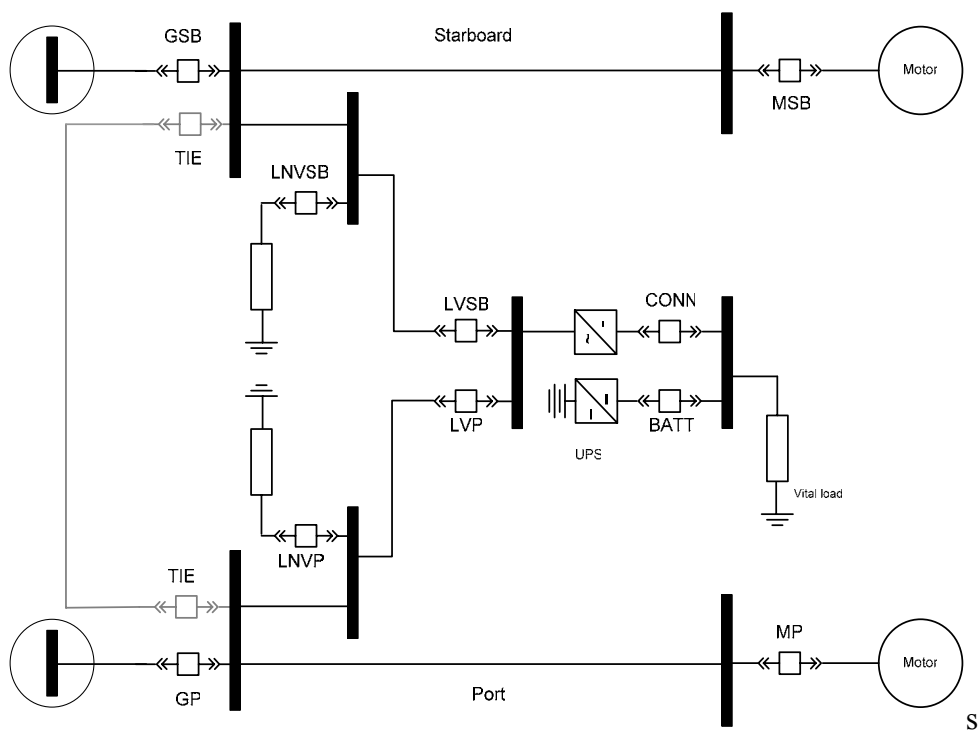 GSB
Starboard
Motor
MSB
TIE
LNVSB
LVSB
CONN
LVP
BATT
UPS
Vital load
LNVP
TIE
MP
Motor
GP
Port
S